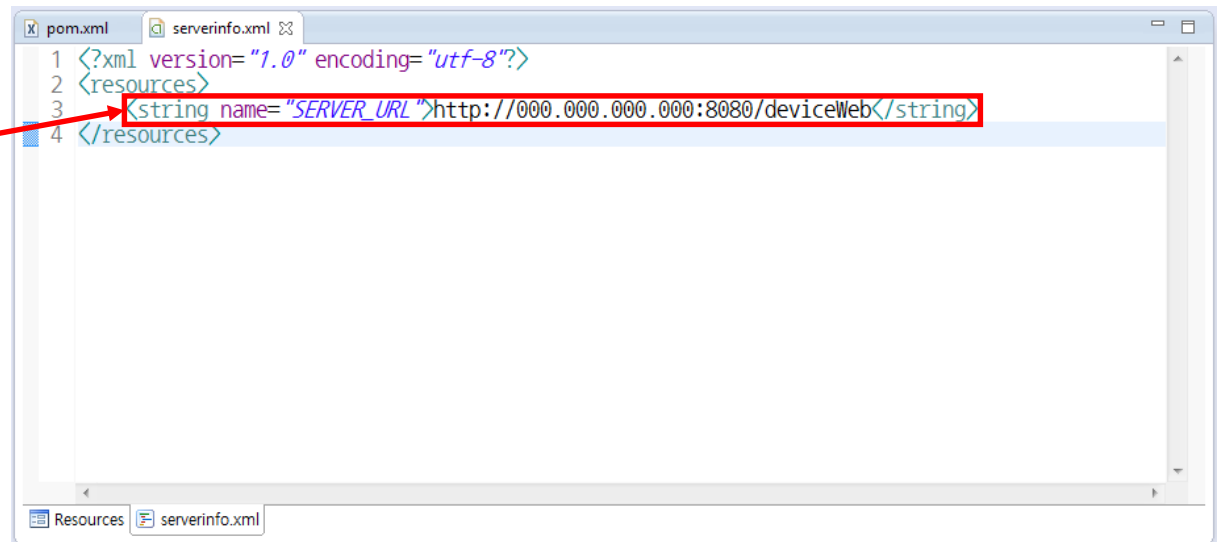 pom.xml serverinfo.xml
1 <?xml version="1.0" encoding="utf-8"?>
2 <resources>
3 <string name="SERVER_URL">http://000.000.000.000:8080/deviceWeb</string>
4 </resources>
Resources serverinfo.xml